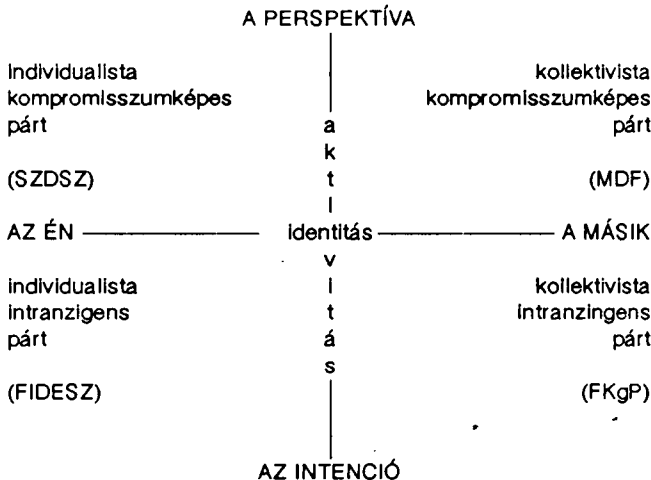 A PERSPEKTÍVA
individualista kollektivista
kompromisszumképes kompromisszumképes
párt a párt
k
(SZDSZ) t (MDF)
i
AZ ÉN identitás A MÁSIK
v
individualista i kollektivista
intranzigens t intranzingens
párt á párt
s
(FIDESZ) (FKgP)
AZ INTENCIÓ